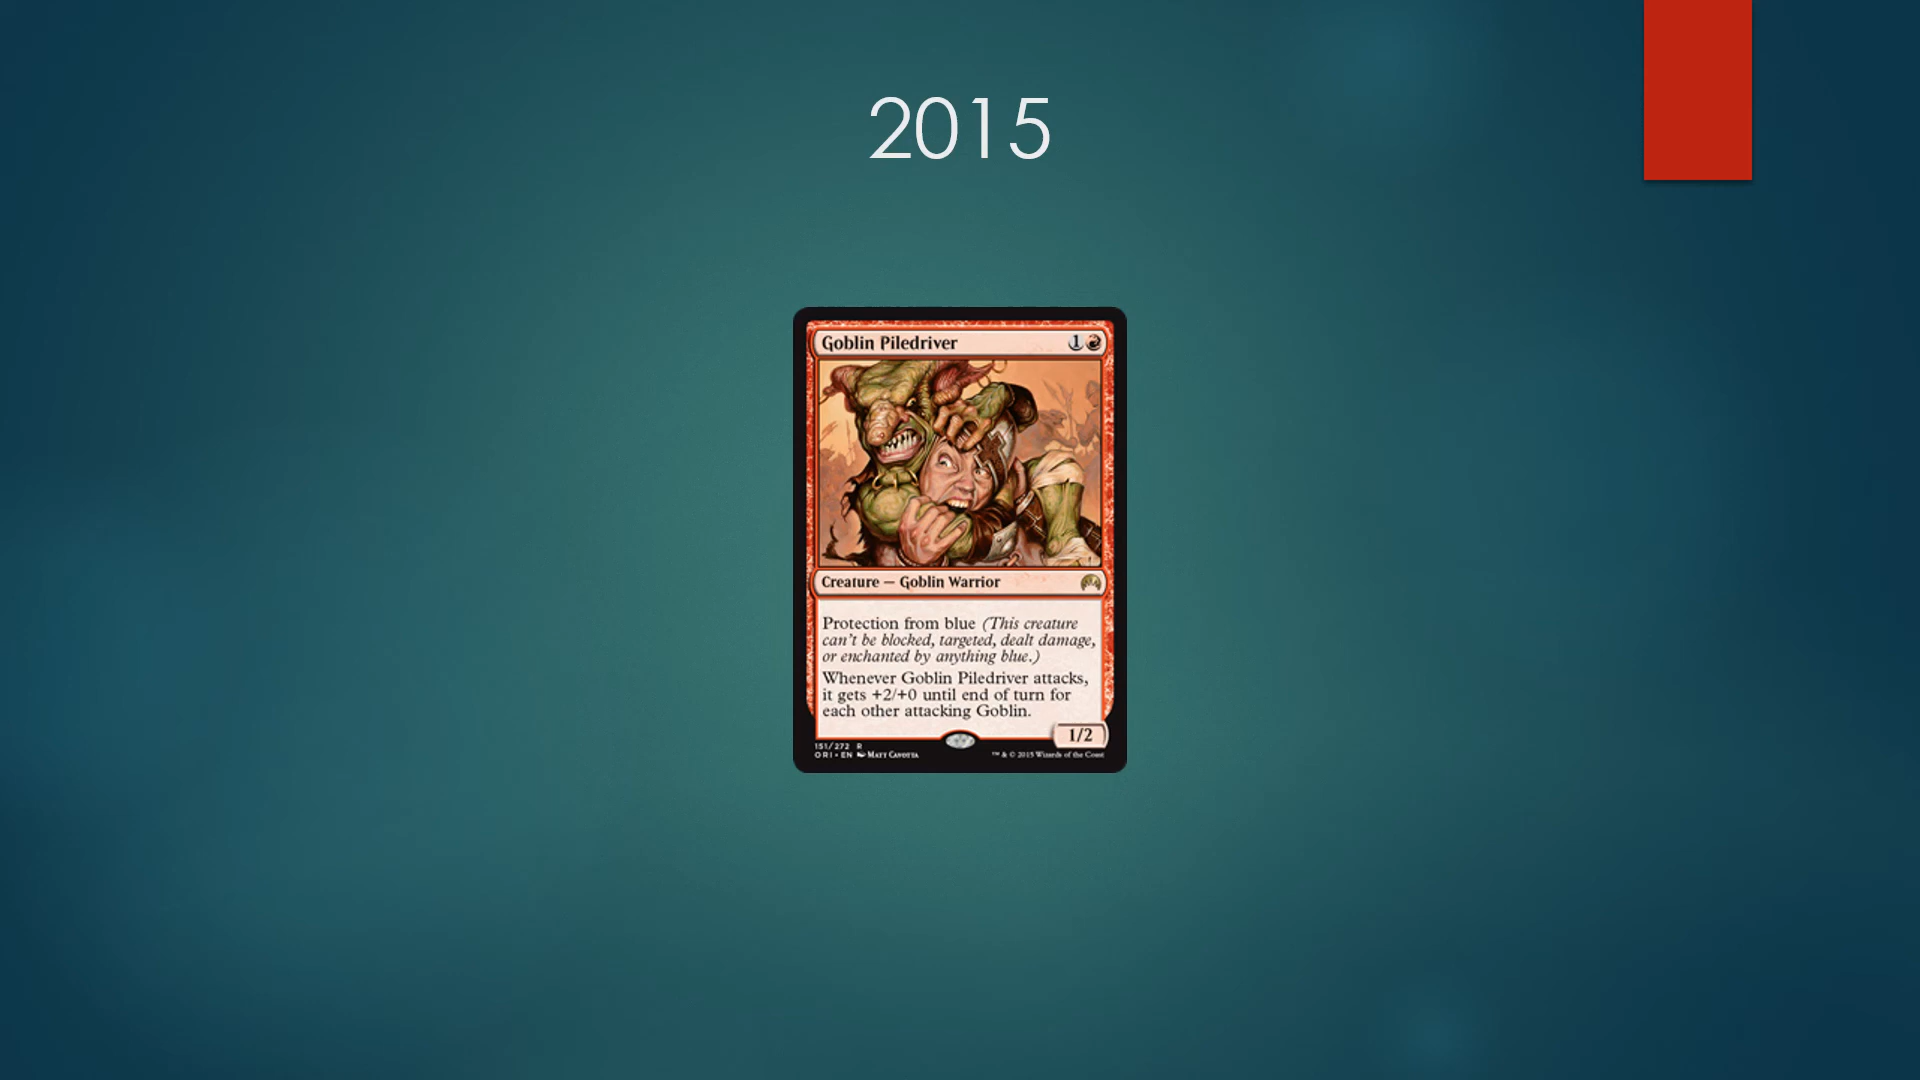 2015
Goblin Piledriver 1
Creature — Goblin Warrior
Protection from blue (This creature
can't be blocked, targeted, dealt damage,
or enchanted by anything blue.)
Whenever Goblin Piledriver attacks,
it gets +2/+0 until end of turn for
each other attacking Goblin.
1/2
151/272 R
ORI • EN Matt Cavotta
™ & © 2015 Wizards of the Coast